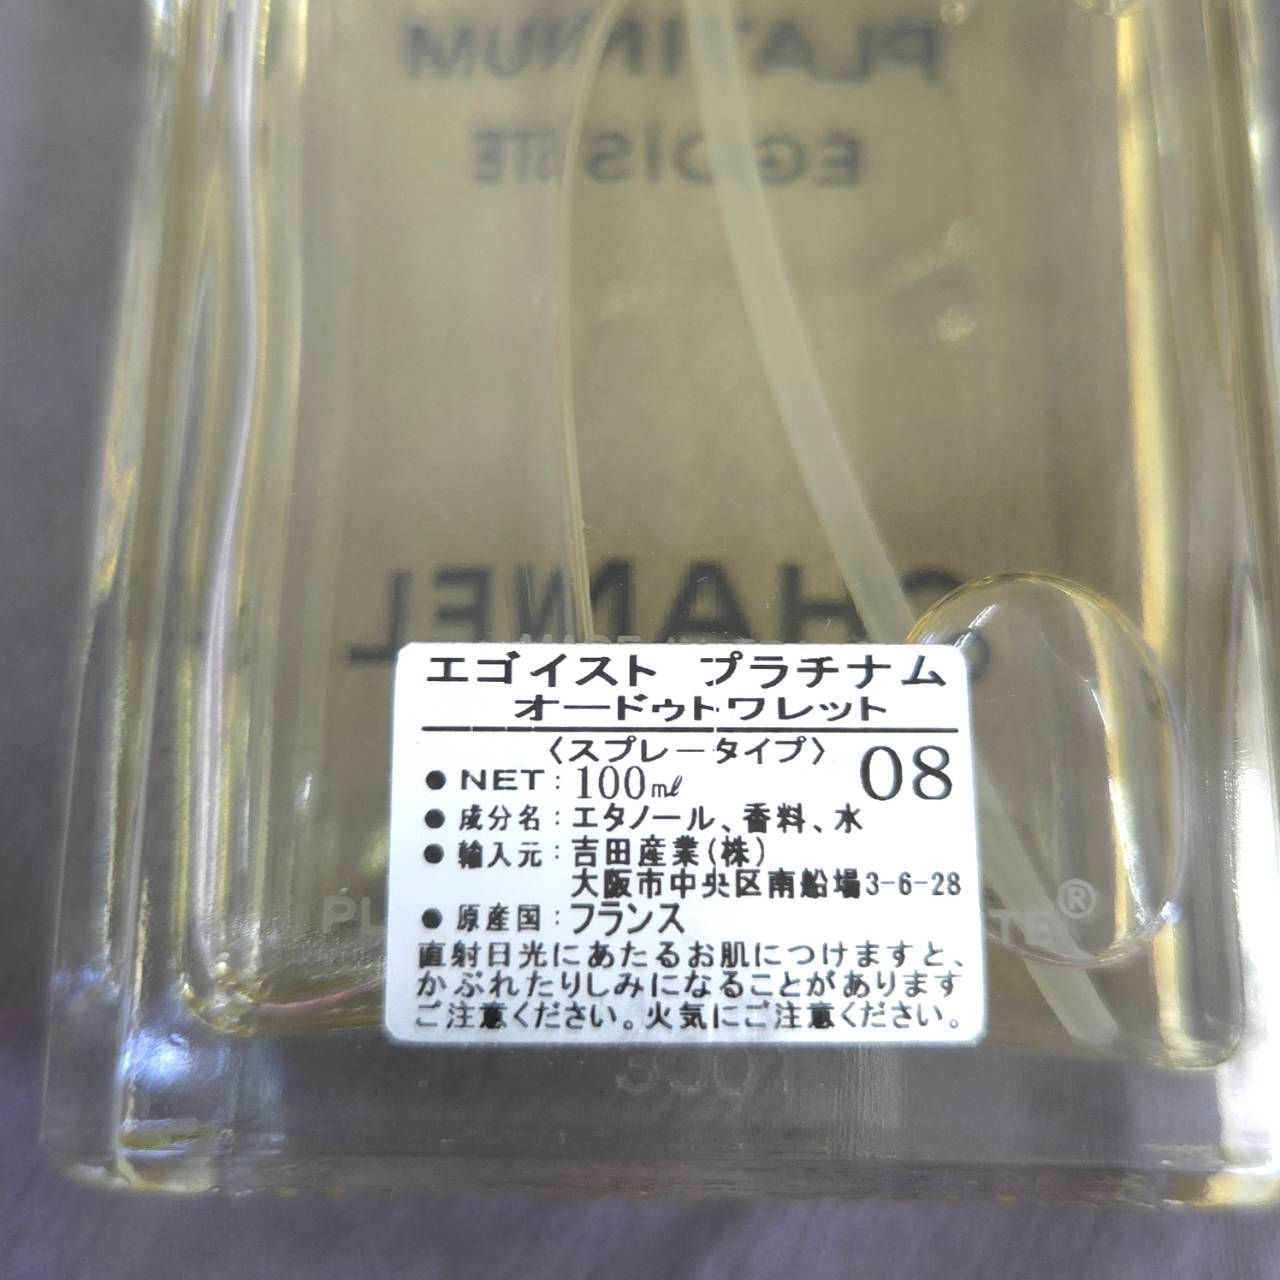 PLATINUM
ÉGOÏSTE
CHANEL
エゴイスト プラチナム
オードゥトワレット
〈スプレータイプ〉
08
● NET : 100㎖
● 成分名 : エタノール、香料、水
● 輸入元 : 吉田産業(株)
大阪市中央区南船場3-6-28
● 原産国 : フランス
直射日光にあたるお肌につけますと、
かぶれたりしみになることがあります
ご注意ください。火気にご注意ください。